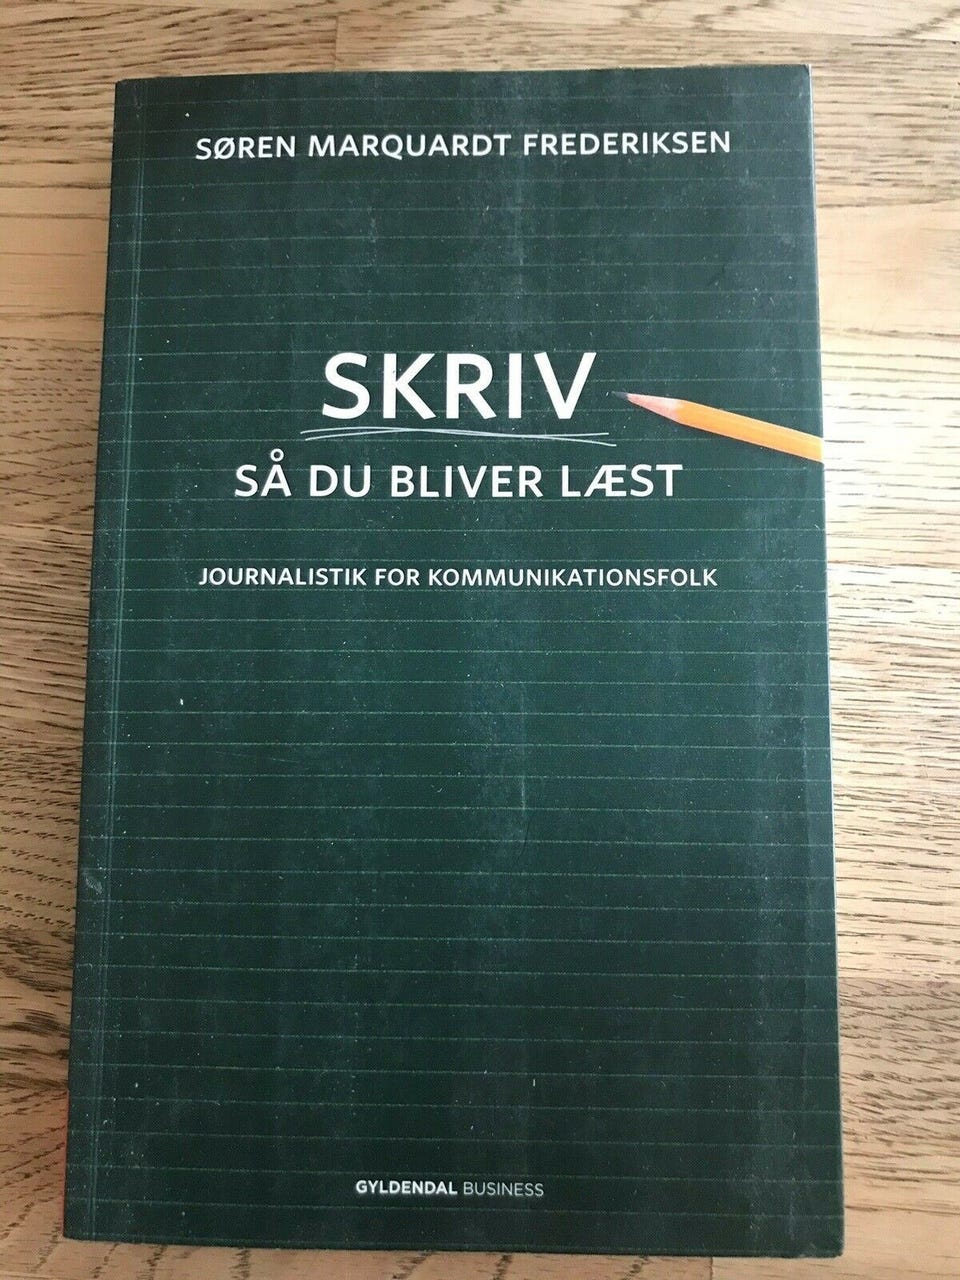 SØREN MARQUARDT FREDERIKSEN
SKRIV
SÅ DU BLIVER LÆST
JOURNALISTIK FOR KOMMUNIKATIONSFOLK
GYLDENDAL BUSINESS